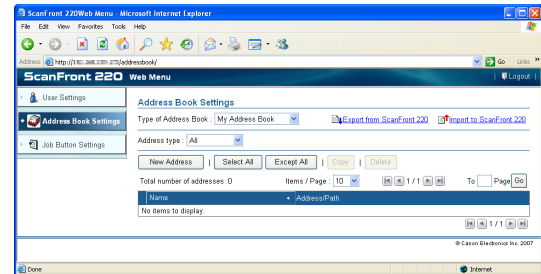 ScanFront 220Web Menu - Microsoft Internet Explorer
File Edit View Favorites Tools Help
Address http:// /addressbook/ Go Links »
ScanFront 220 Web Menu Logout
User Settings
Address Book Settings
Job Button Settings
Address Book Settings
Type of Address Book : My Address Book Export from ScanFront 220 Import to ScanFront 220
Address type : All
New Address | Select All Except All | Copy | Delete
Total number of addresses :0 Items / Page : 10 1 / 1 To Page Go
Name Address/Path
No items to display.
1 / 1
© Canon Electronics Inc. 2007
Done Internet